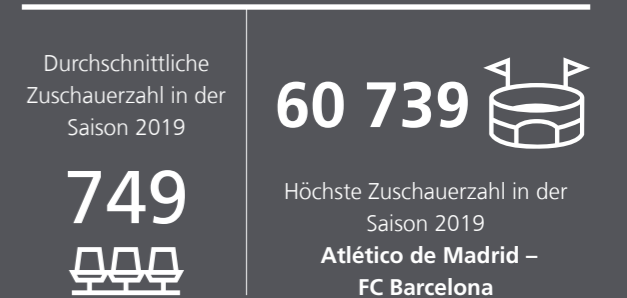 Durchschnittliche
Zuschauerzahl in der
Saison 2019
749
60 739
Höchste Zuschauerzahl in der
Saison 2019
Atlético de Madrid –
FC Barcelona